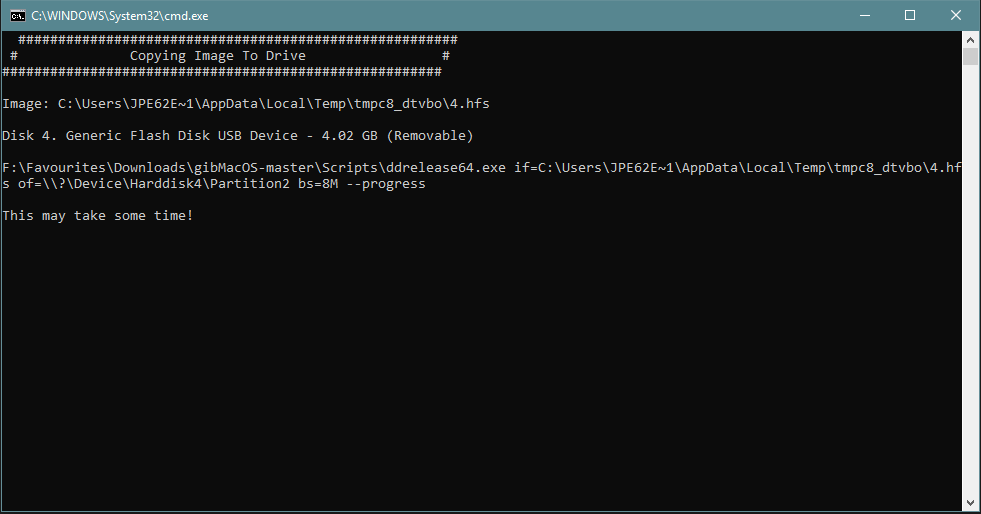 C:\WINDOWS\System32\cmd.exe
#######################################################
# Copying Image To Drive #
#######################################################
Image: C:\Users\JPE62E~1\AppData\Local\Temp\tmpc8_dtvbo\4.hfs
Disk 4. Generic Flash Disk USB Device - 4.02 GB (Removable)
F:\Favourites\Downloads\gibMacOS-master\Scripts\ddrelease64.exe if=C:\Users\JPE62E~1\AppData\Local\Temp\tmpc8_dtvbo\4.hf
s of=\\?\Device\Harddisk4\Partition2 bs=8M --progress
This may take some time!